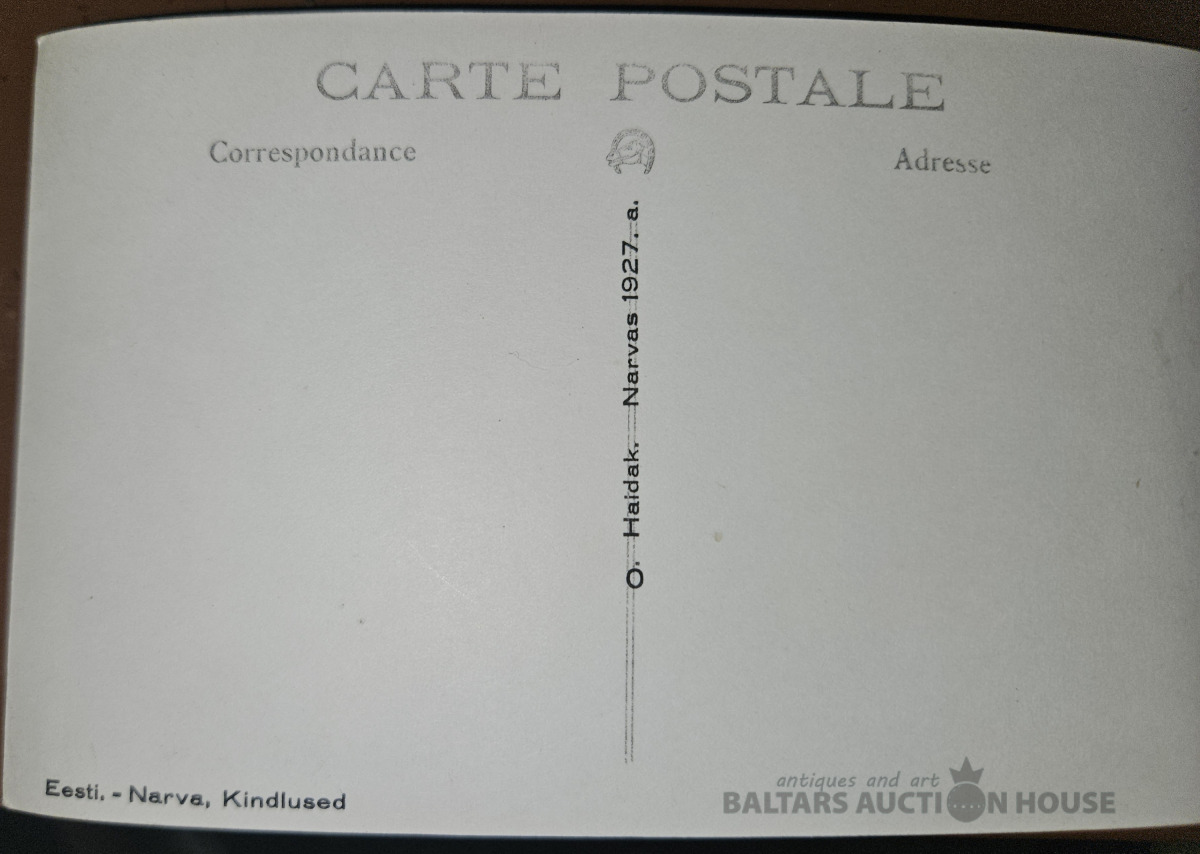 CARTE POSTALE
Correspondance
Adresse
O. Haidak. Narvas 1927. a.
Eesti. - Narva, Kindlused
antiques and art
BALTARS AUCTION HOUSE